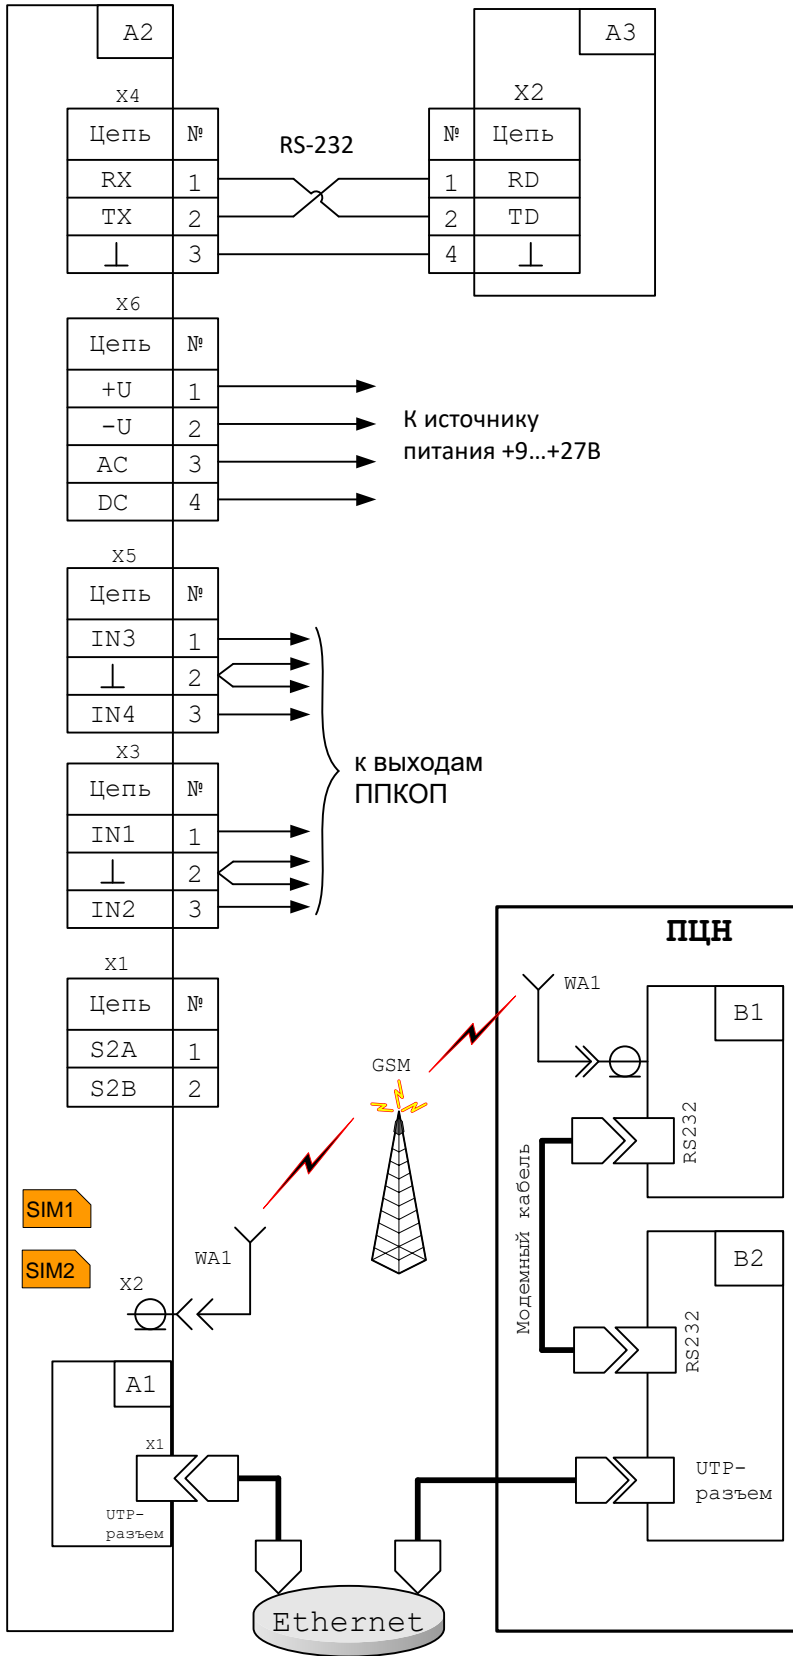 A2
A3
X4
Цепь №
RX 1
TX 2
⊥ 3
RS-232
X2
№ Цепь
1 RD
2 TD
4 ⊥
X6
Цепь №
+U 1
-U 2
AC 3
DC 4
К источнику
питания +9...+27В
X5
Цепь №
IN3 1
⊥ 2
IN4 3
X3
Цепь №
IN1 1
⊥ 2
IN2 3
к выходам
ППКОП
X1
Цепь №
S2A 1
S2B 2
ПЦН
WA1
B1
RS232
GSM
Модемный кабель
B2
RS232
UTP-
разъем
SIM1
SIM2
X2
WA1
A1
X1
UTP-
разъем
Ethernet